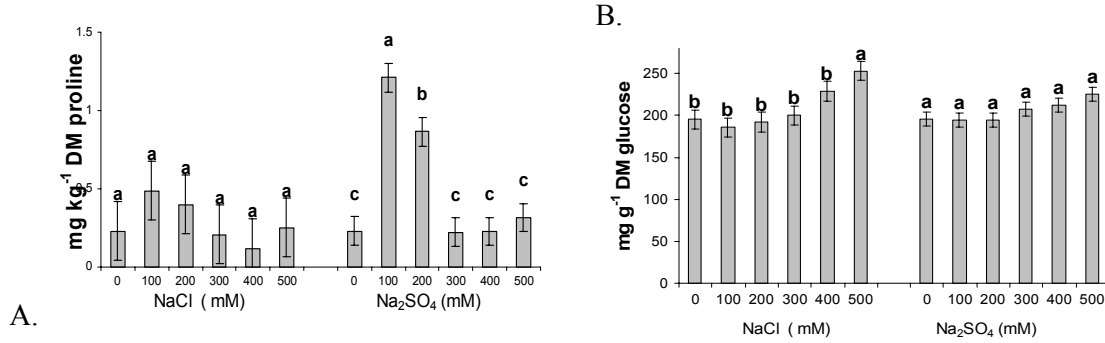 B.
mg kg⁻¹ DM proline
1.5
1
0.5
0
a a a a a a c a b c c c
0 100 200 300 400 500 0 100 200 300 400 500
NaCl ( mM) Na₂SO₄ (mM)
A.
mg g⁻¹ DM glucose
250
200
150
100
50
0
b b b b b a a a a a a a
0 100 200 300 400 500 0 100 200 300 400 500
NaCl ( mM) Na₂SO₄ (mM)